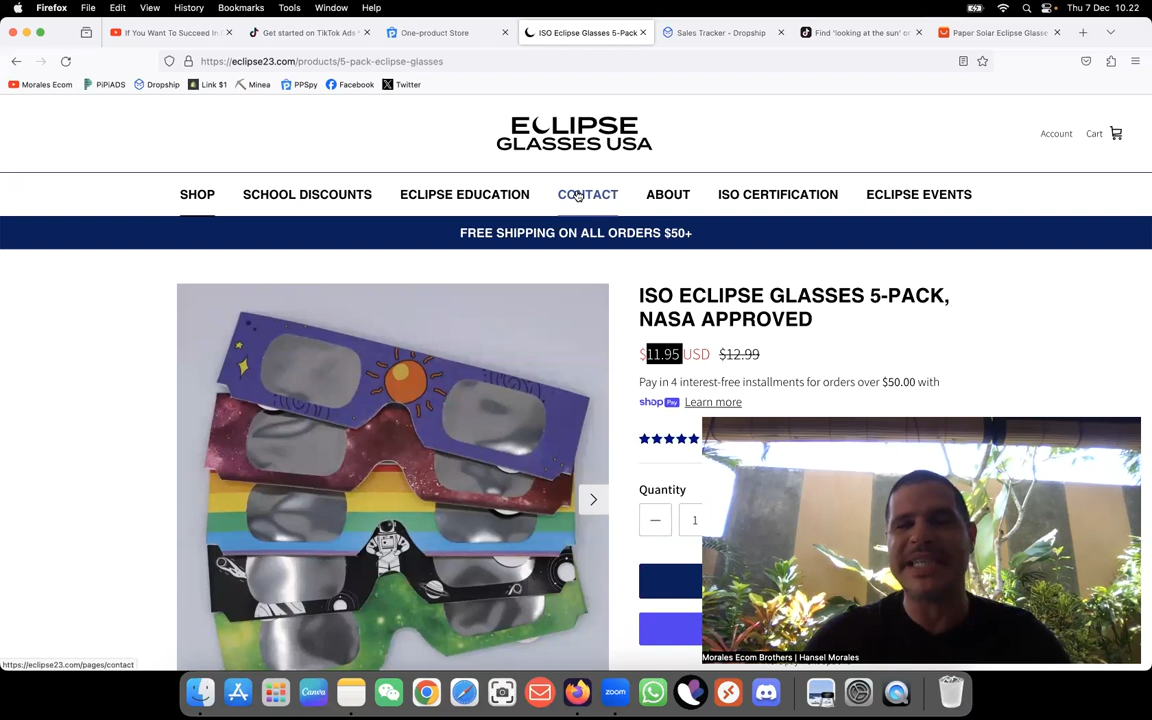 Firefox File Edit View History Bookmarks Tools Window Help Thu 7 Dec 10.22
If You Want To Succeed In Get started on TikTok Ads One-product Store ISO Eclipse Glasses 5-Pack, Sales Tracker - Dropship Find 'looking at the sun' on Papar Solar Eclipse Glasse
https://eclipse23.com/products/5-pack-eclipse-glasses
Morales Ecom PiPiADS Dropship Link $1 Minea PPSpy Facebook Twitter
ECLIPSE
GLASSES USA
Account Cart
SHOP SCHOOL DISCOUNTS ECLIPSE EDUCATION CONTACT ABOUT ISO CERTIFICATION ECLIPSE EVENTS
FREE SHIPPING ON ALL ORDERS $50+
ISO ECLIPSE GLASSES 5-PACK,
NASA APPROVED
$11.95 USD $12.99
Pay in 4 interest-free installments for orders over $50.00 with
shop Pay Learn more
Quantity
1
Morales Ecom Brothers | Hansel Morales
https://eclipse23.com/pages/contact
Canva
zoom